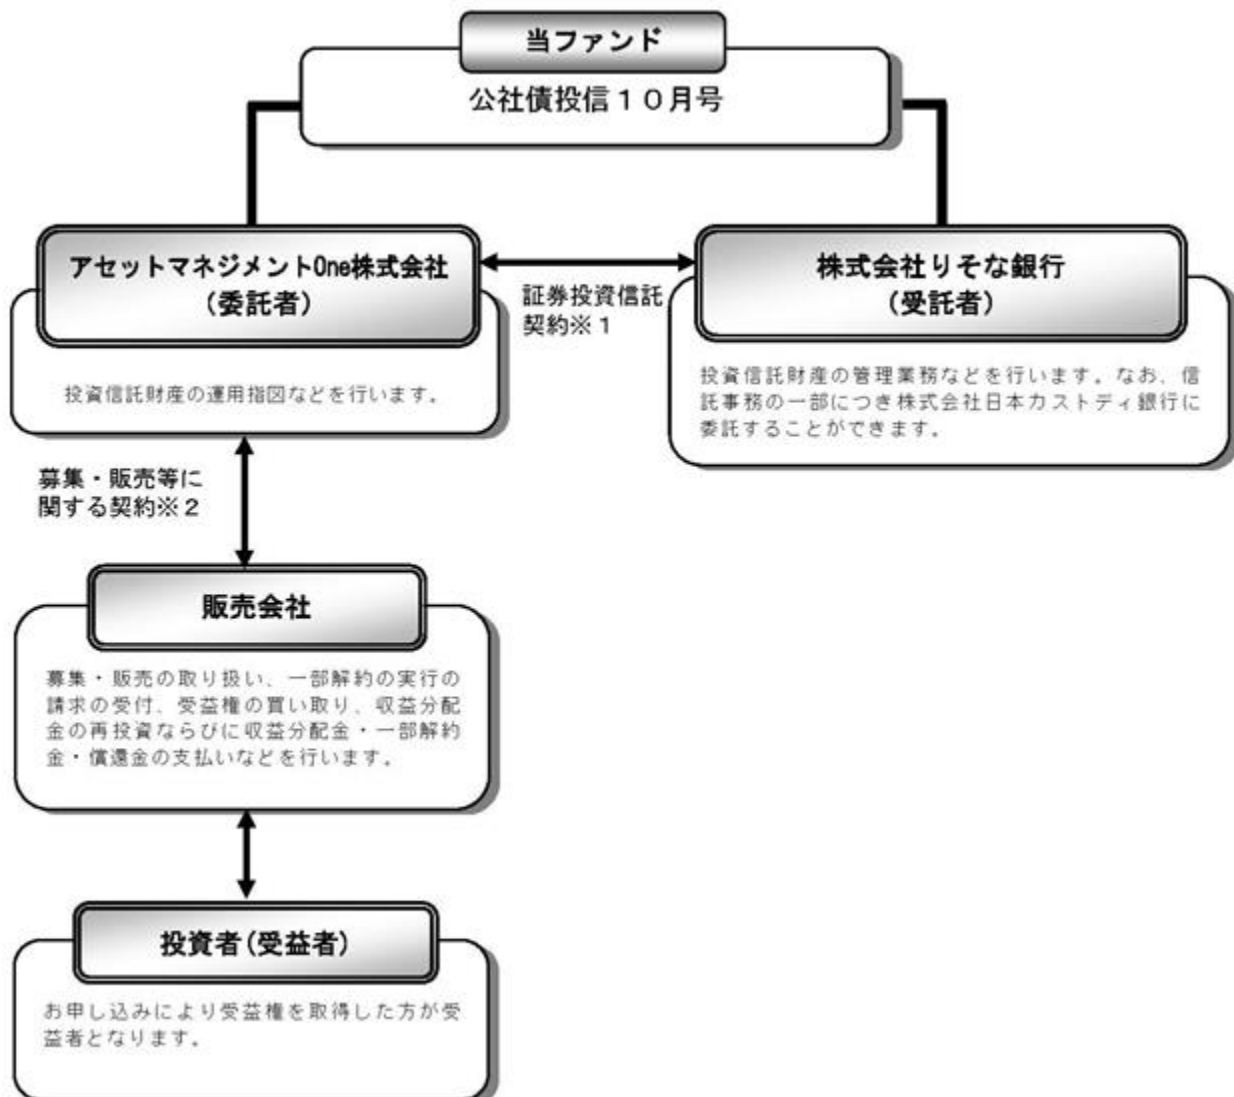 当ファンド
公社債投信１０月号
アセットマネジメントOne株式会社
（委託者）
投資信託財産の運用指図などを行います。
証券投資信託
契約※１
株式会社りそな銀行
（受託者）
投資信託財産の管理業務などを行います。なお、信
託事務の一部につき株式会社日本カストディ銀行に
委託することができます。
募集・販売等に
関する契約※２
販売会社
募集・販売の取り扱い、一部解約の実行の
請求の受付、受益権の買い取り、収益分配
金の再投資ならびに収益分配金・一部解約
金・償還金の支払いなどを行います。
投資者（受益者）
お申し込みにより受益権を取得した方が受
益者となります。